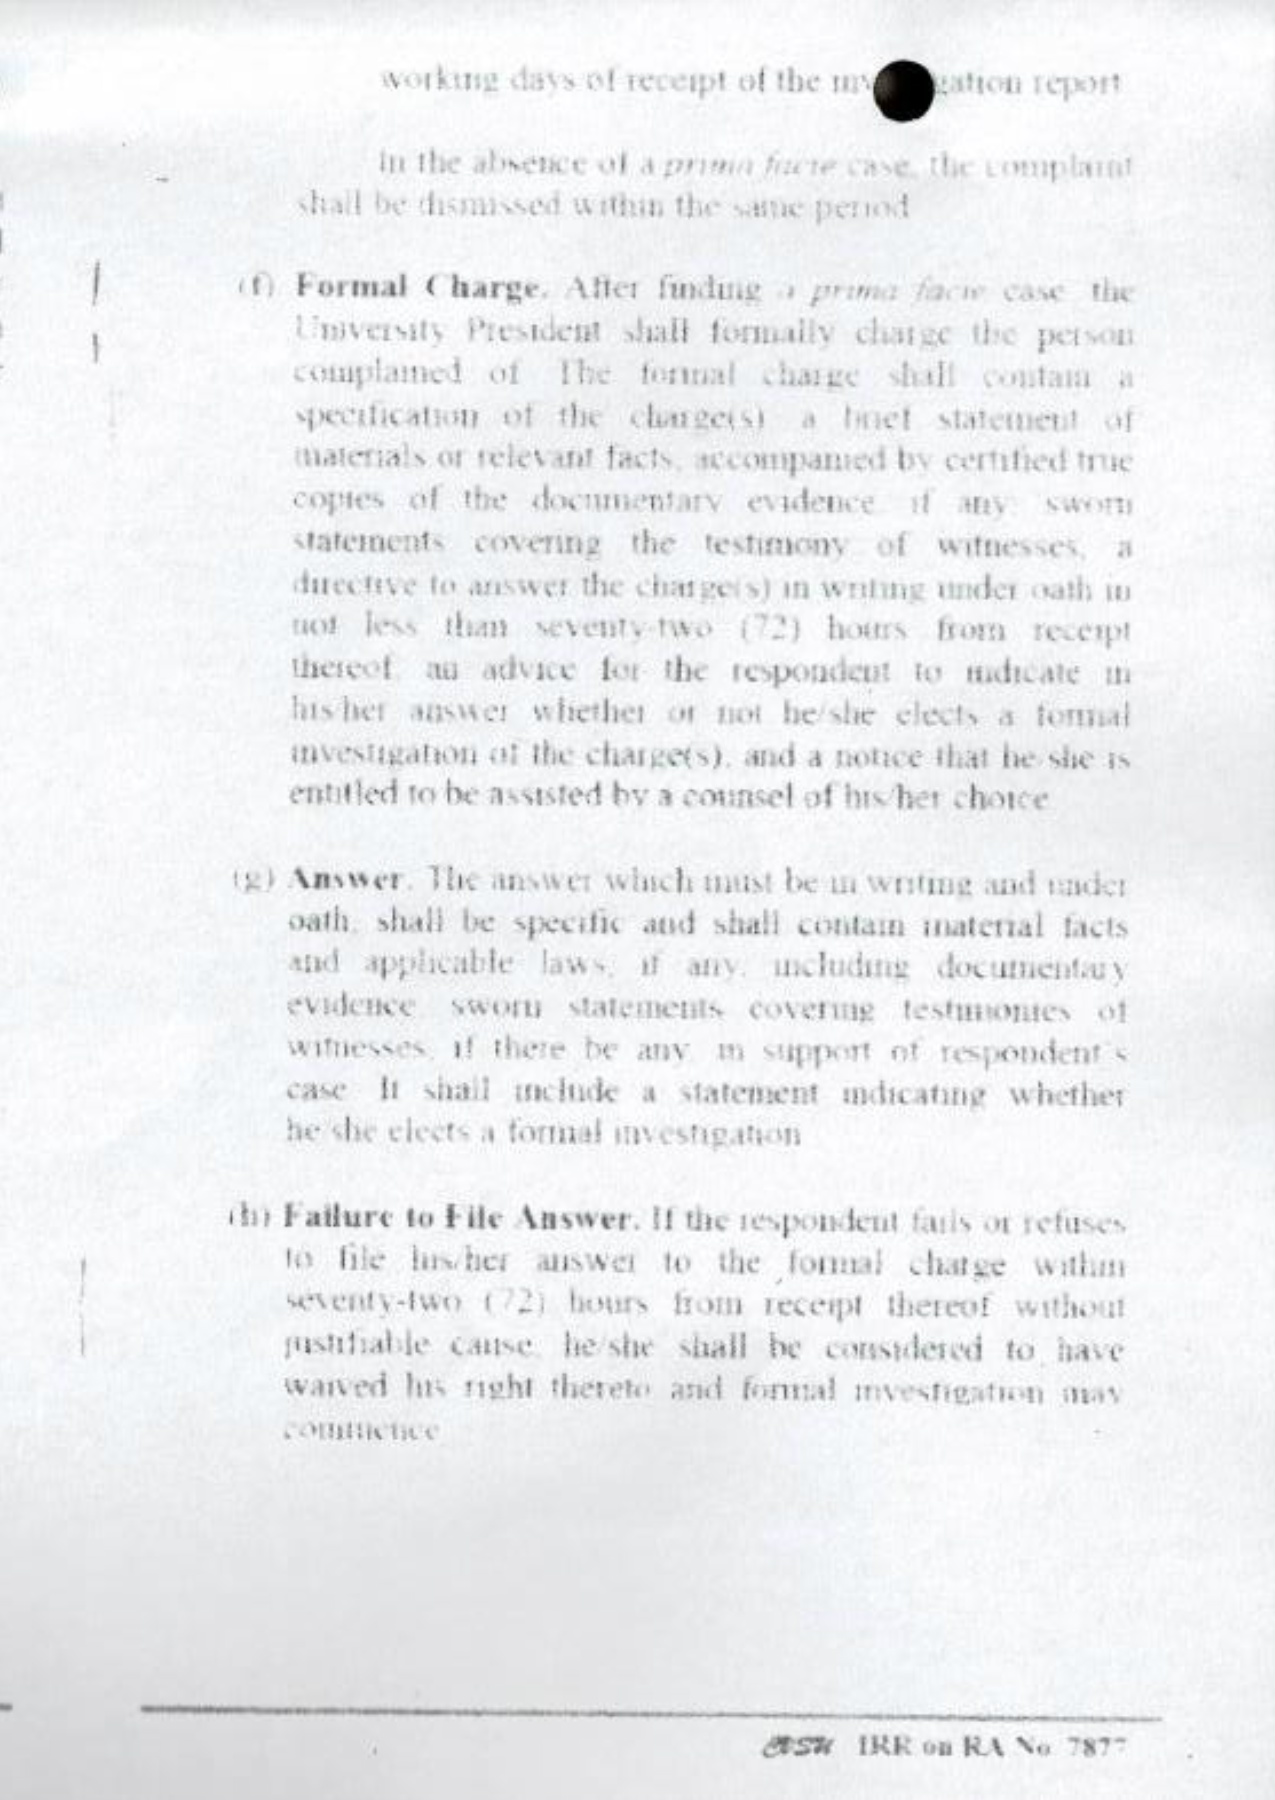 working days of receipt of the inv gation report
In the absence of a prima facie case, the complaint
shall be dismissed within the same period
(f) Formal Charge. After finding a prima facie case the
University President shall formally charge the person
complained of The formal charge shall contain a
specification of the charge(s) a brief statement of
materials or relevant facts, accompanied by certified true
copies of the documentary evidence if any sworn
statements covering the testimony of witnesses, a
directive to answer the charge(s) in writing under oath in
not less than seventy-two (72) hours from receipt
thereof, an advice for the respondent to indicate in
his/her answer whether or not he/she elects a formal
investigation of the charge(s), and a notice that he/she is
entitled to be assisted by a counsel of his/her choice
(g) Answer. The answer which must be in writing and under
oath, shall be specific and shall contain material facts
and applicable laws, if any, including documentary
evidence sworn statements covering testimonies of
witnesses, if there be any in support of respondent's
case It shall include a statement indicating whether
he/she elects a formal investigation
(h) Failure to File Answer. If the respondent fails or refuses
to file his/her answer to the formal charge within
seventy-two (72) hours from receipt thereof without
justifiable cause he/she shall be considered to have
waived his right thereto and formal investigation may
commence
IRR on RA No 7877